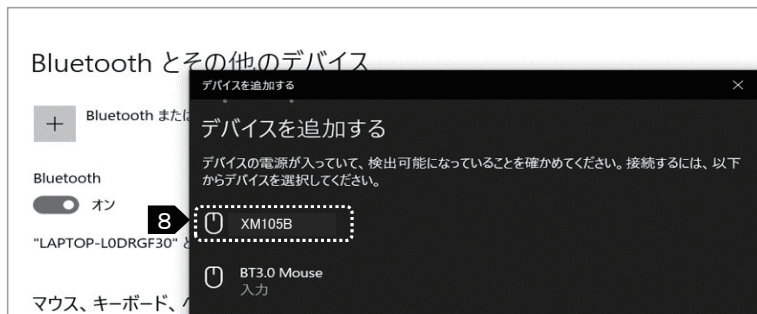 Bluetooth とその他のデバイス
デバイスを追加する
デバイスを追加する
Bluetooth または
デバイスの電源が入っていて、検出可能になっていることを確かめてください。接続するには、以下
からデバイスを選択してください。
Bluetooth
オン
8
XM105B
"LAPTOP-L0DRGF30" と
BT3.0 Mouse
入力
マウス、キーボード、